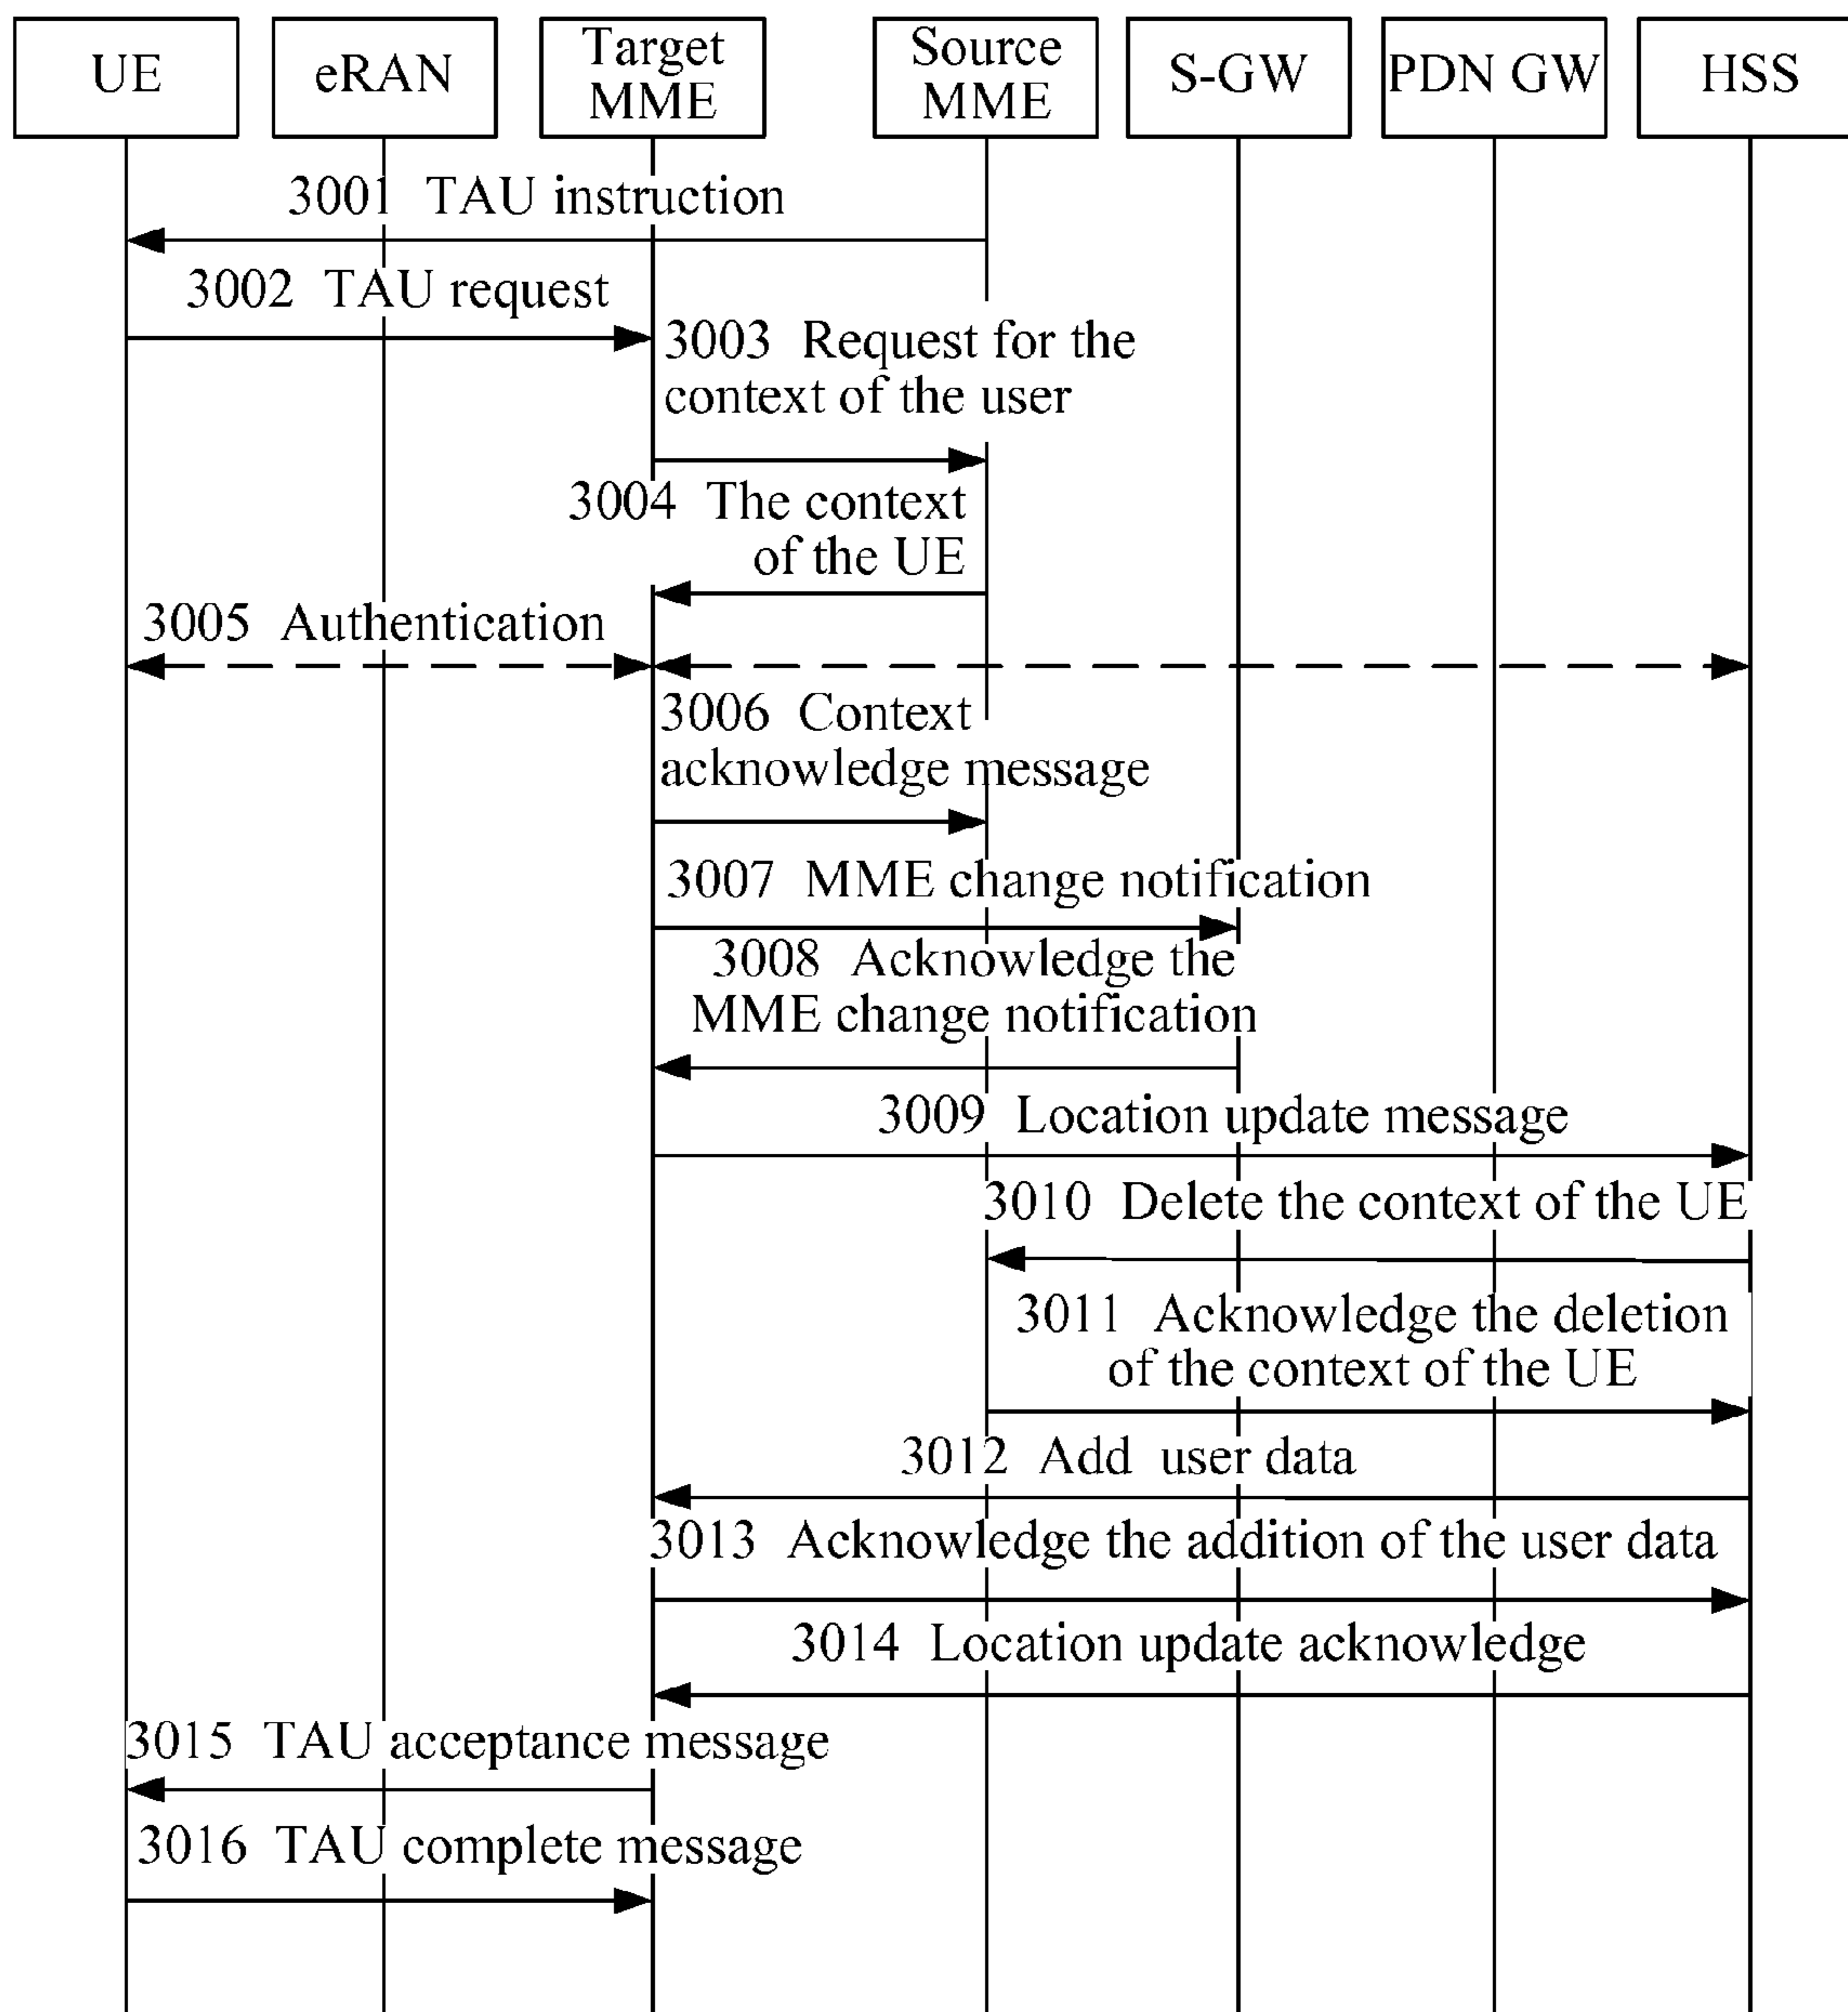 UE
eRAN
Target
MME
Source
MME
S-GW
PDN GW
HSS
3001 TAU instruction
3002 TAU request
3003 Request for the
context of the user
3004 The context
of the UE
3005 Authentication
3006 Context
acknowledge message
3007 MME change notification
3008 Acknowledge the
MME change notification
3009 Location update message
3010 Delete the context of the UE
3011 Acknowledge the deletion
of the context of the UE
3012 Add user data
3013 Acknowledge the addition of the user data
3014 Location update acknowledge
3015 TAU acceptance message
3016 TAU complete message